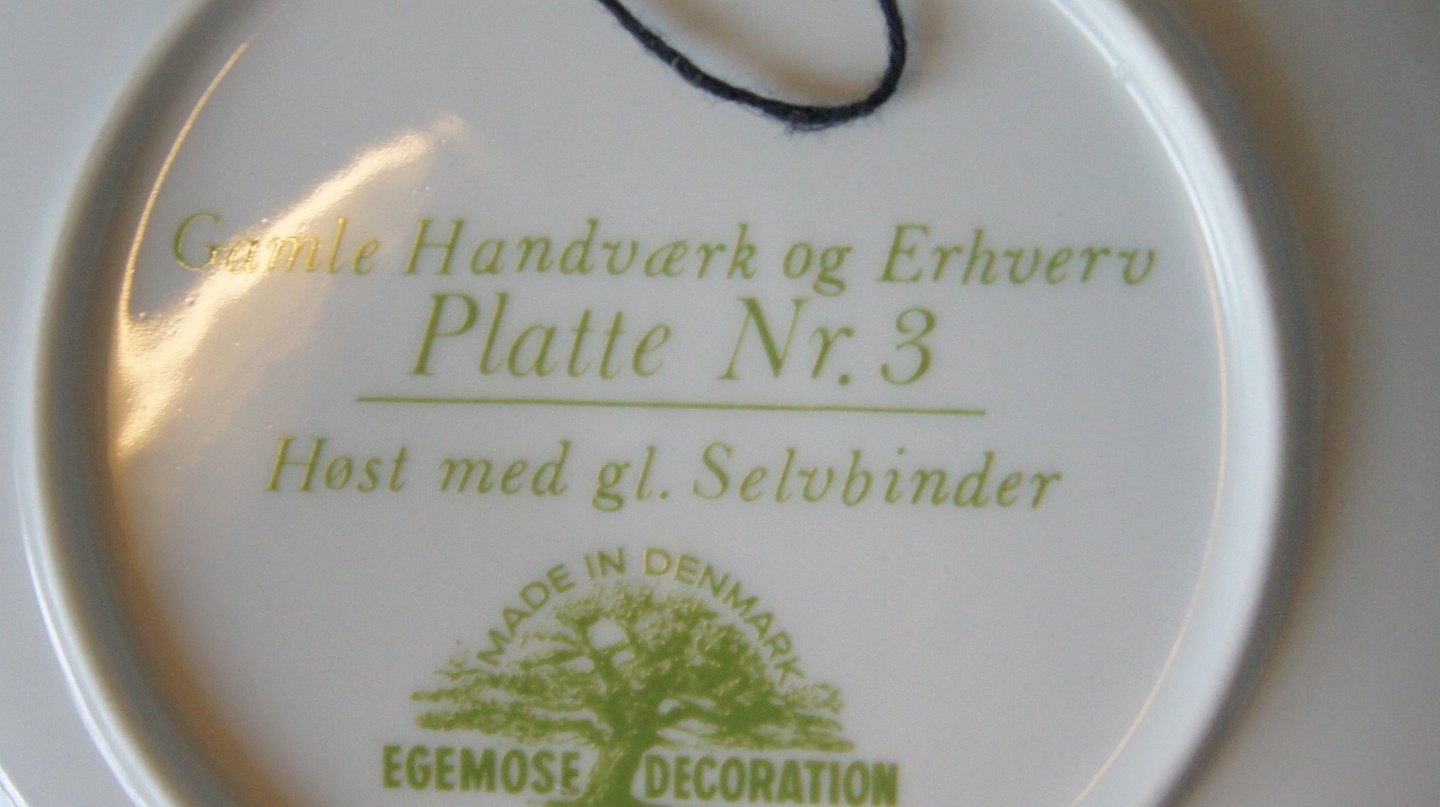 Gamle Handværk og Erhverv
Platte Nr. 3
Høst med gl. Selvbinder
MADE IN DENMARK
EGEMOSE DECORATION